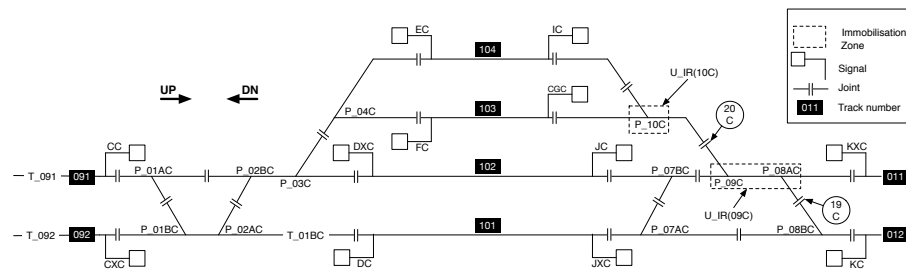 EC
104
IC
U_IR(10C)
UP
DN
P_04C
103
CGC
FC
P_10C
20
C
CC
DXC
102
JC
KXC
T_091
091
P_01AC
P_02BC
P_03C
P_07BC
P_09C
P_08AC
011
U_IR(09C)
19
C
T_092
092
P_01BC
P_02AC
T_01BC
101
P_07AC
P_08BC
012
CXC
DC
JXC
KC
Immobilisation
Zone
Signal
Joint
011
Track number